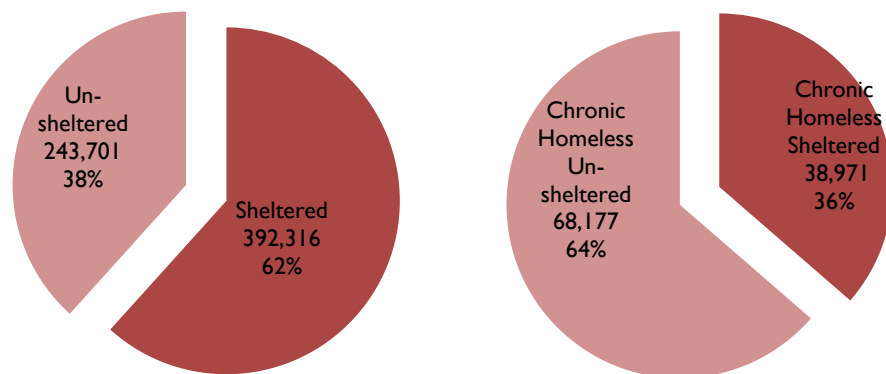 Un-
sheltered
243,701
38%
Sheltered
392,316
62%
Chronic
Homeless
Un-
sheltered
68,177
64%
Chronic
Homeless
Sheltered
38,971
36%